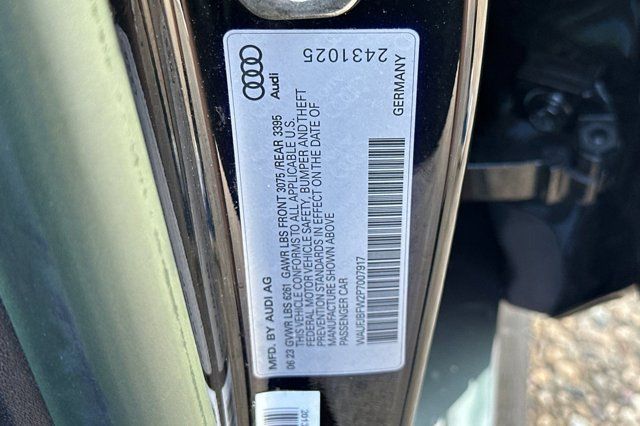 Audi
2431025
GERMANY
MFD. BY AUDI AG
06.23 GVWR LBS 6261 GAWR LBS FRONT 3075/REAR 3395
THIS VEHICLE CONFORMS TO ALL APPLICABLE U.S.
FEDERAL MOTOR VEHICLE SAFETY, BUMPER AND THEFT
PREVENTION STANDARDS IN EFFECT ON THE DATE OF
MANUFACTURE SHOWN ABOVE
PASSENGER CAR